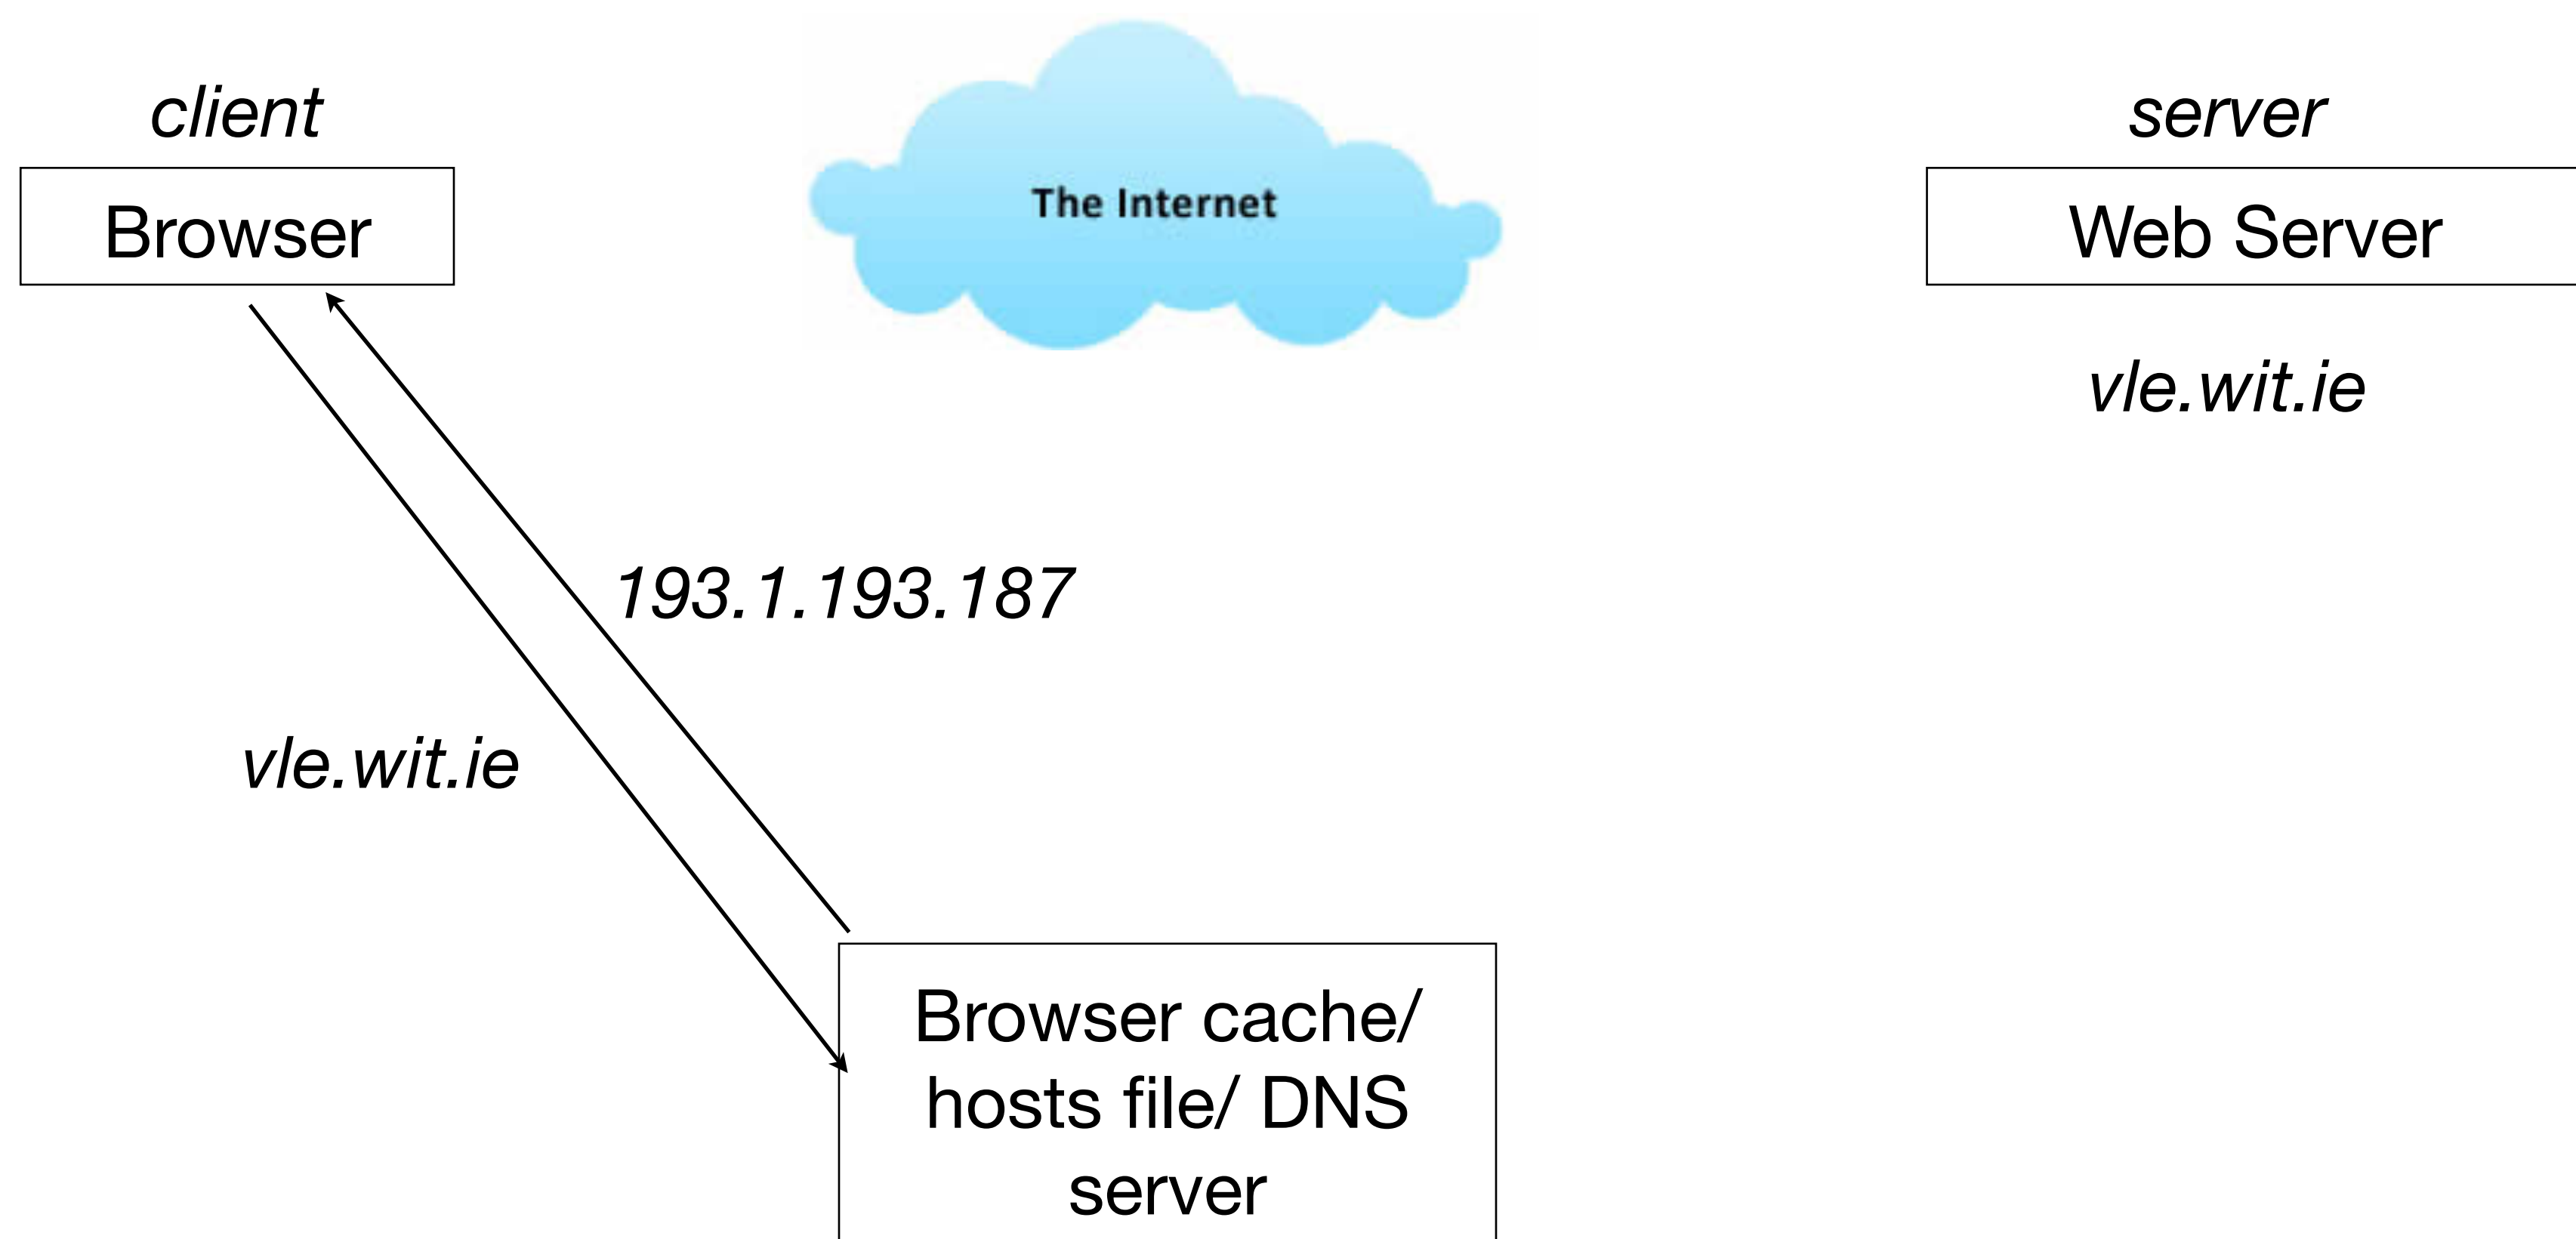 client
server
The Internet
Browser
Web Server
vle.wit.ie
193.1.193.187
vle.wit.ie
Browser cache/
hosts file/ DNS
server